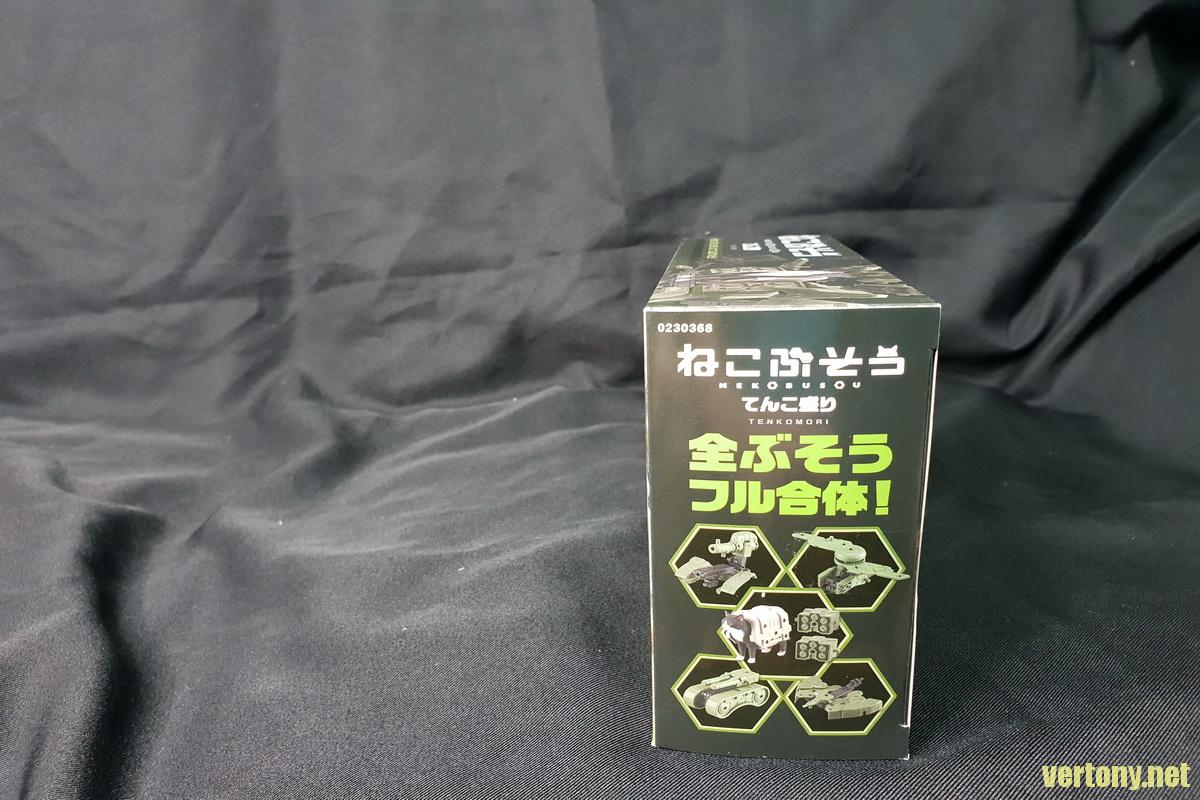 0230368
ねこぶそう
NEKOBUSOU
てんこ盛り
TENKOMORI
全ぶそう
フル合体!
vertony.net